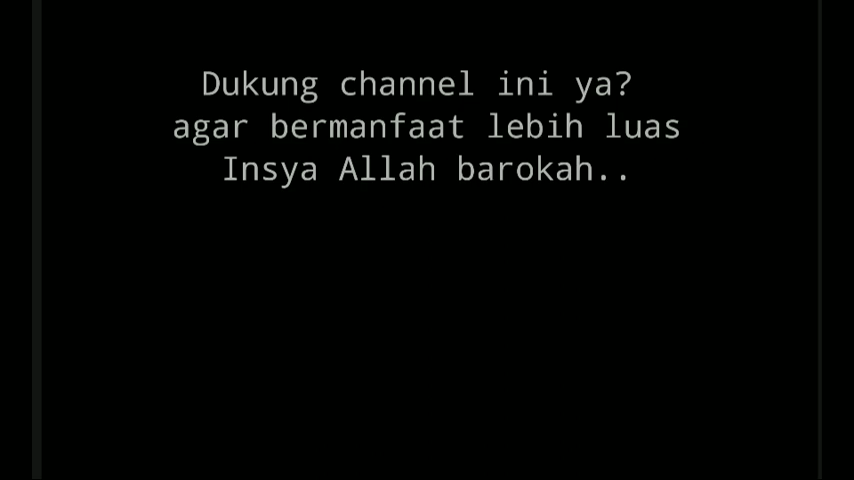 Dukung channel ini ya?
agar bermanfaat lebih luas
Insya Allah barokah..